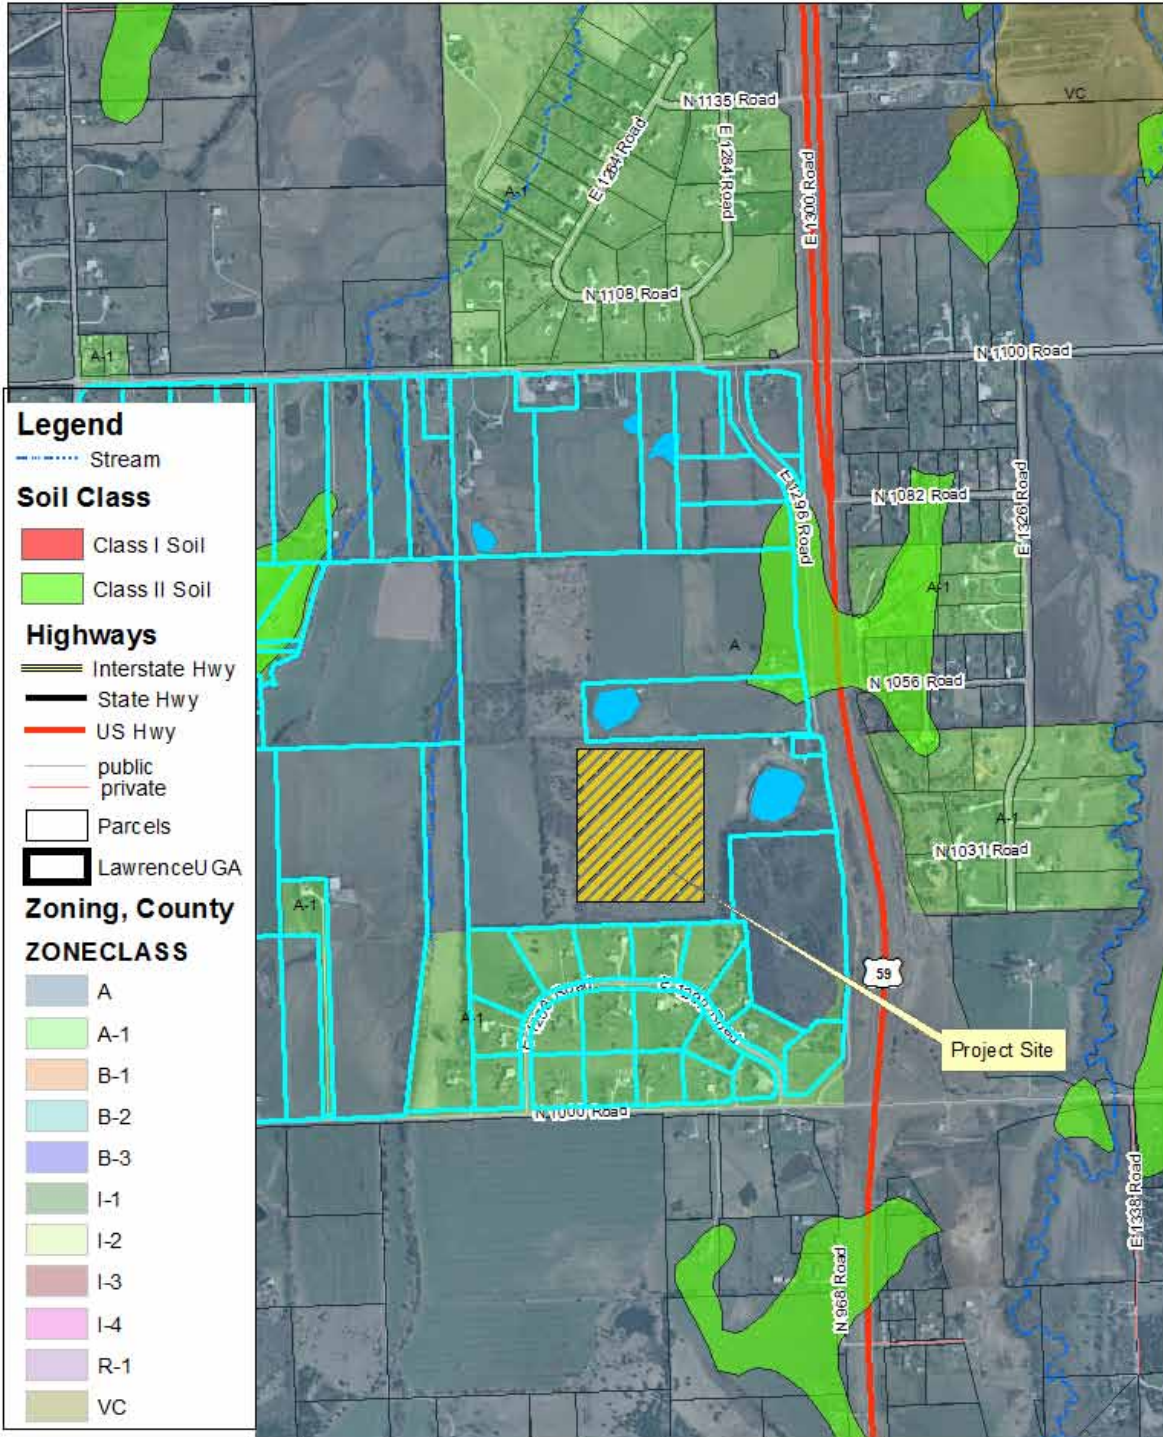 VC
N 1135 Road
E 1284 Road
E 1264 Road
E 1300 Road
A-1
N 1108 Road
N 1100 Road
A-1
Legend
Stream
Soil Class
Class I Soil
Class II Soil
Highways
Interstate Hwy
State Hwy
US Hwy
public
private
Parcels
LawrenceUGA
Zoning, County
ZONECLASS
A
A-1
B-1
B-2
B-3
I-1
I-2
I-3
I-4
R-1
VC
E 1296 Road
N 1082 Road
E 1326 Road
A-1
A
N 1056 Road
A-1
N 1031 Road
A-1
59
A-1
Road
Project Site
N 1000 Road
E 1338 Road
N 968 Road